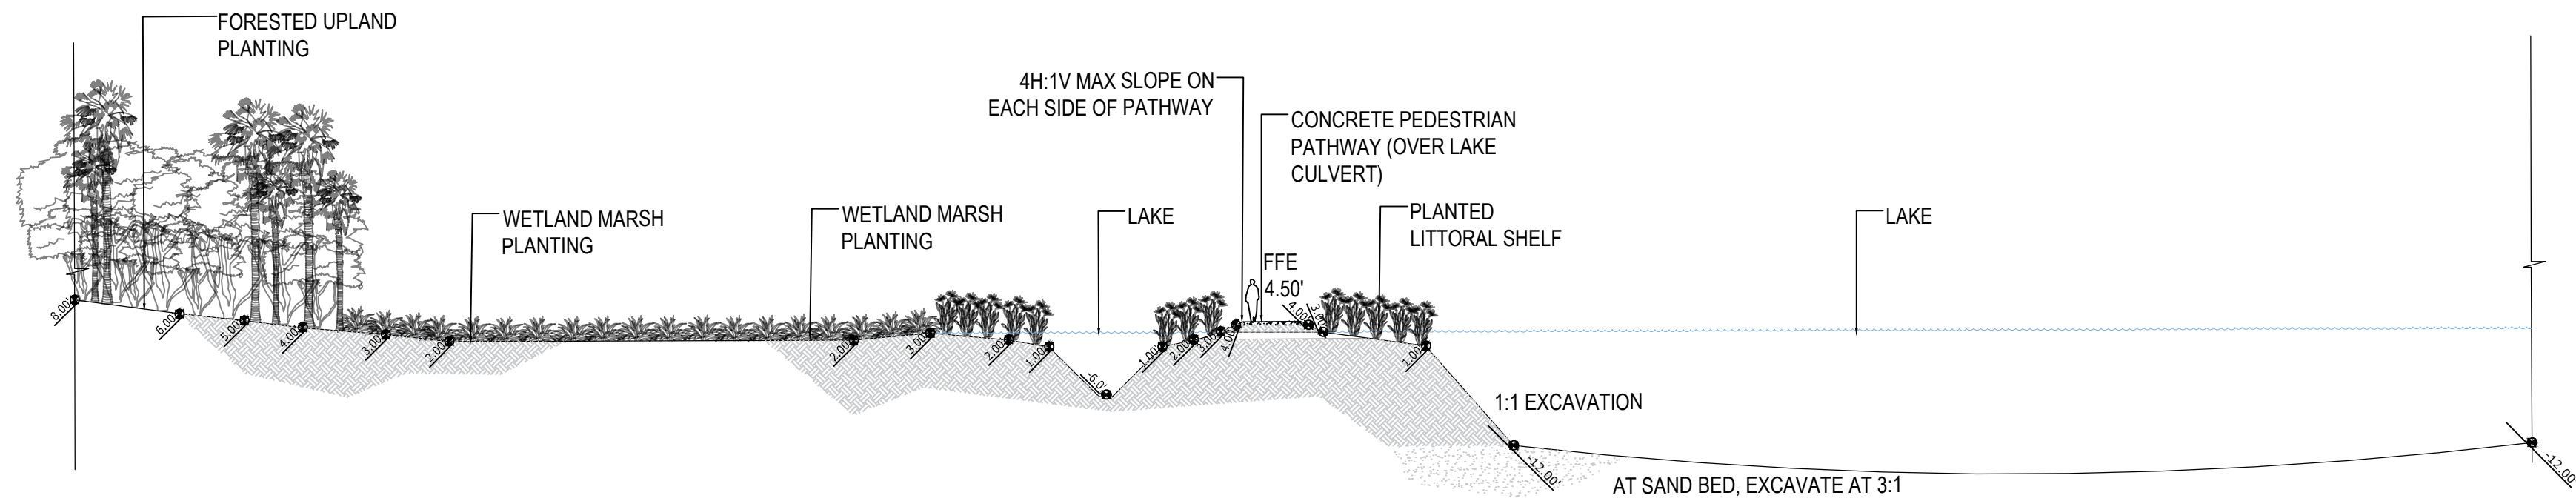 FORESTED UPLAND
PLANTING
4H:1V MAX SLOPE ON
EACH SIDE OF PATHWAY
CONCRETE PEDESTRIAN
PATHWAY (OVER LAKE
CULVERT)
WETLAND MARSH
PLANTING
WETLAND MARSH
PLANTING
LAKE
PLANTED
LITTORAL SHELF
LAKE
FFE
4.50'
8.00'
6.00'
5.00'
4.00'
3.00'
2.00'
2.00'
3.00'
2.00'
1.00'
-6.0'
1.00'
2.00'
3.00'
4.00'
4.00'
3.00'
1.00'
1:1 EXCAVATION
-12.00'
-12.00'
AT SAND BED, EXCAVATE AT 3:1